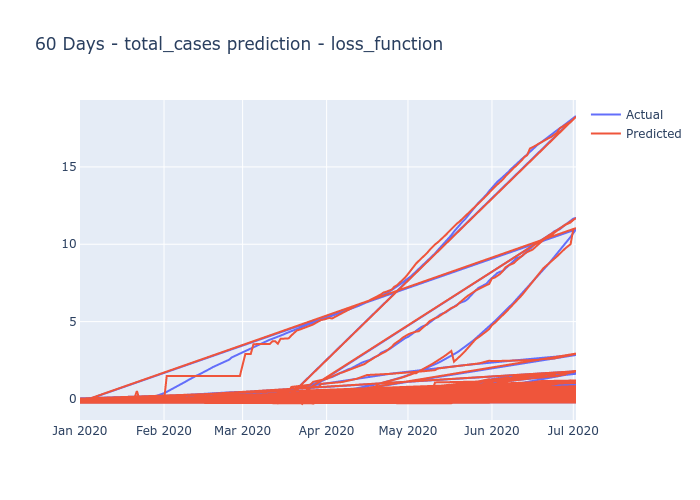 60 Days - total_cases prediction - loss_function
Actual
Predicted
15
10
5
0
Jan 2020
Feb 2020
Mar 2020
Apr 2020
May 2020
Jun 2020
Jul 2020